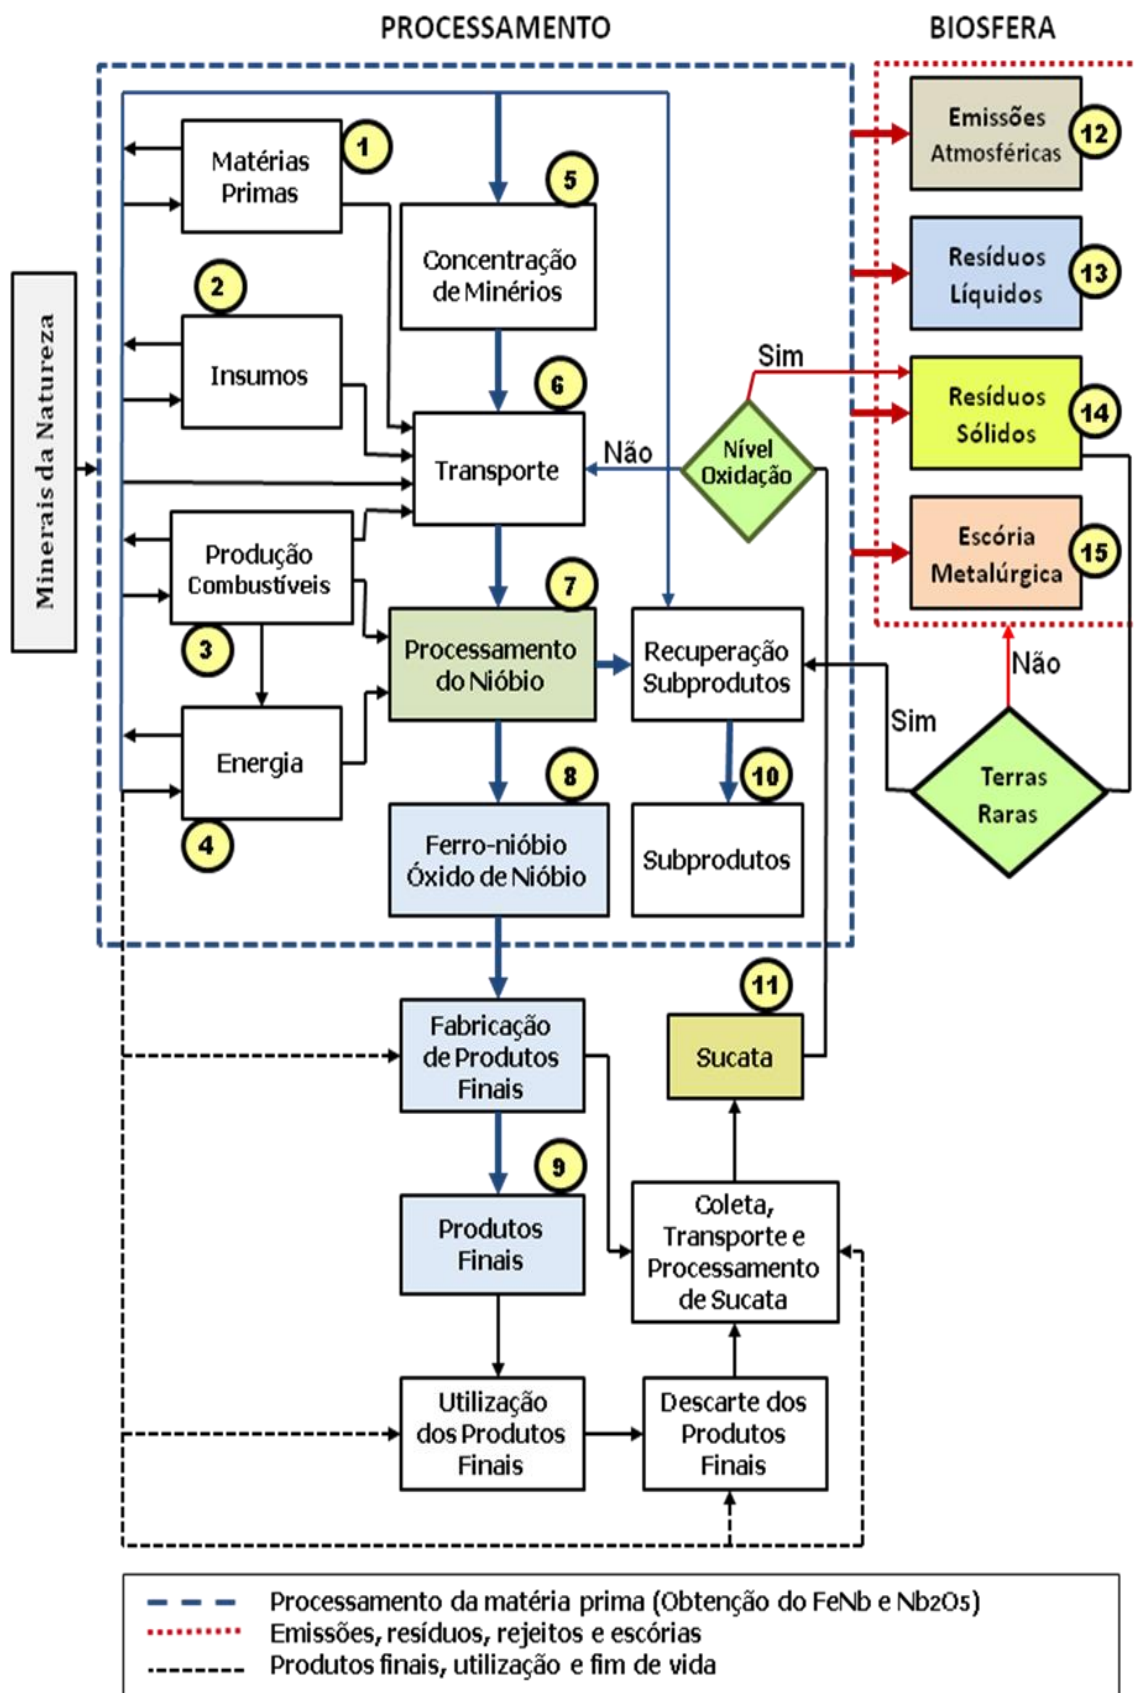 PROCESSAMENTO
BIOSFERA
Minerais da Natureza
Matérias
Primas
1
Insumos
2
Produção
Combustíveis
3
Energia
4
5
Concentração
de Minérios
6
Transporte
7
Processamento
do Nióbio
8
Ferro-nióbio
Óxido de Nióbio
Recuperação
Subprodutos
10
Subprodutos
Nível
Oxidação
Sim
Não
Emissões
Atmosféricas
12
Resíduos
Líquidos
13
Resíduos
Sólidos
14
Escória
Metalúrgica
15
Não
Sim
Terras
Raras
Fabricação
de Produtos
Finais
11
Sucata
9
Produtos
Finais
Coleta,
Transporte e
Processamento
de Sucata
Utilização
dos Produtos
Finais
Descarte dos
Produtos
Finais
Processamento da matéria prima (Obtenção do FeNb e Nb2O5)
Emissões, resíduos, rejeitos e escórias
Produtos finais, utilização e fim de vida